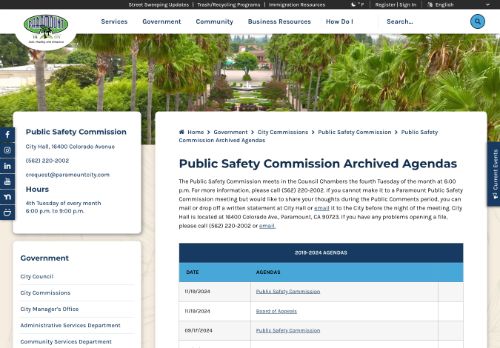 Street Sweeping Updates | Trash/Recycling Programs | Immigration Resources
°F Register | Sign In English
PARAMOUNT
Services Government Community Business Resources How Do I
Search...
Public Safety Commission
City Hall, 16400 Colorado Avenue
(562) 220-2002
crequest@paramountcity.com
Hours
4th Tuesday of every month
6:00 p.m. to 9:00 p.m.
Government
City Council
City Commissions
City Manager's Office
Administrative Services Department
Community Services Department
Home > Government > City Commissions > Public Safety Commission > Public Safety
Commission Archived Agendas
Public Safety Commission Archived Agendas
The Public Safety Commission meets in the Council Chambers the fourth Tuesday of the month at 6:00
p.m. For more information, please call (562) 220-2002. If you cannot make it to a Paramount Public Safety
Commission meeting but would like to share your thoughts during the Public Comments period, you can
mail or drop off a written statement at City Hall or email it to the City before the night of the meeting. City
Hall is located at 16400 Colorado Ave., Paramount, CA 90723. If you have any problems opening a file,
please call (562) 220-2002 or email.
2019-2024 AGENDAS
DATE AGENDAS
11/19/2024 Public Safety Commission
11/19/2024 Board of Appeals
09/17/2024 Public Safety Commission
Current Events